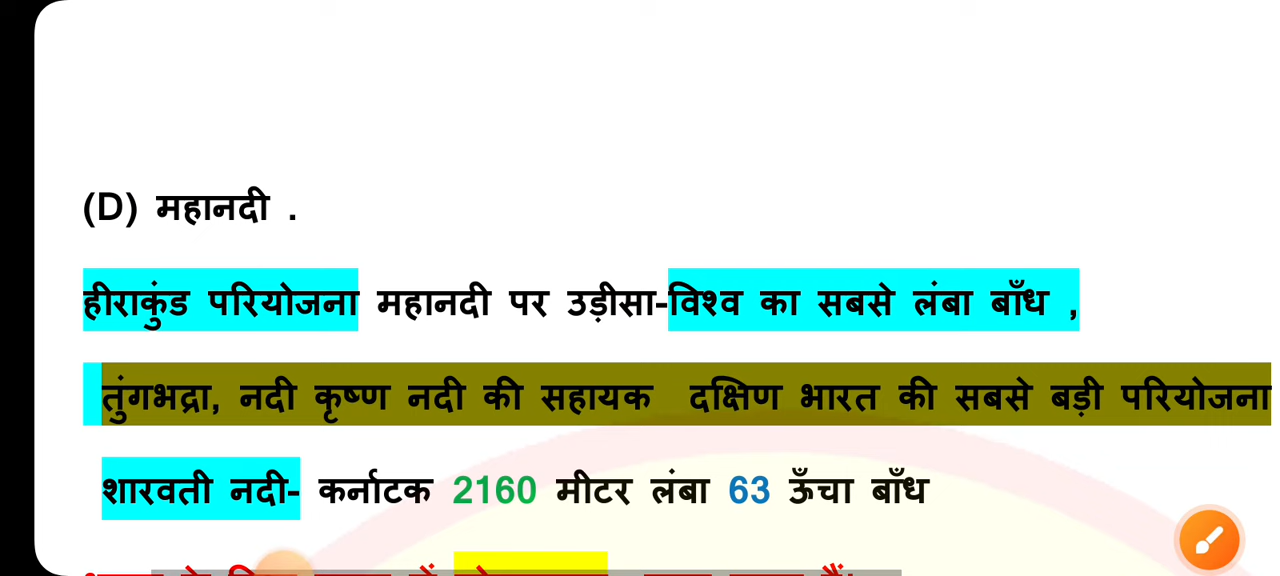 (D) महानदी .
हीराकुंड परियोजना महानदी पर उड़ीसा-विश्व का सबसे लंबा बाँध ,
तुंगभद्रा, नदी कृष्ण नदी की सहायक दक्षिण भारत की सबसे बड़ी परियोजना
शारवती नदी- कर्नाटक 2160 मीटर लंबा 63 ऊँचा बाँध